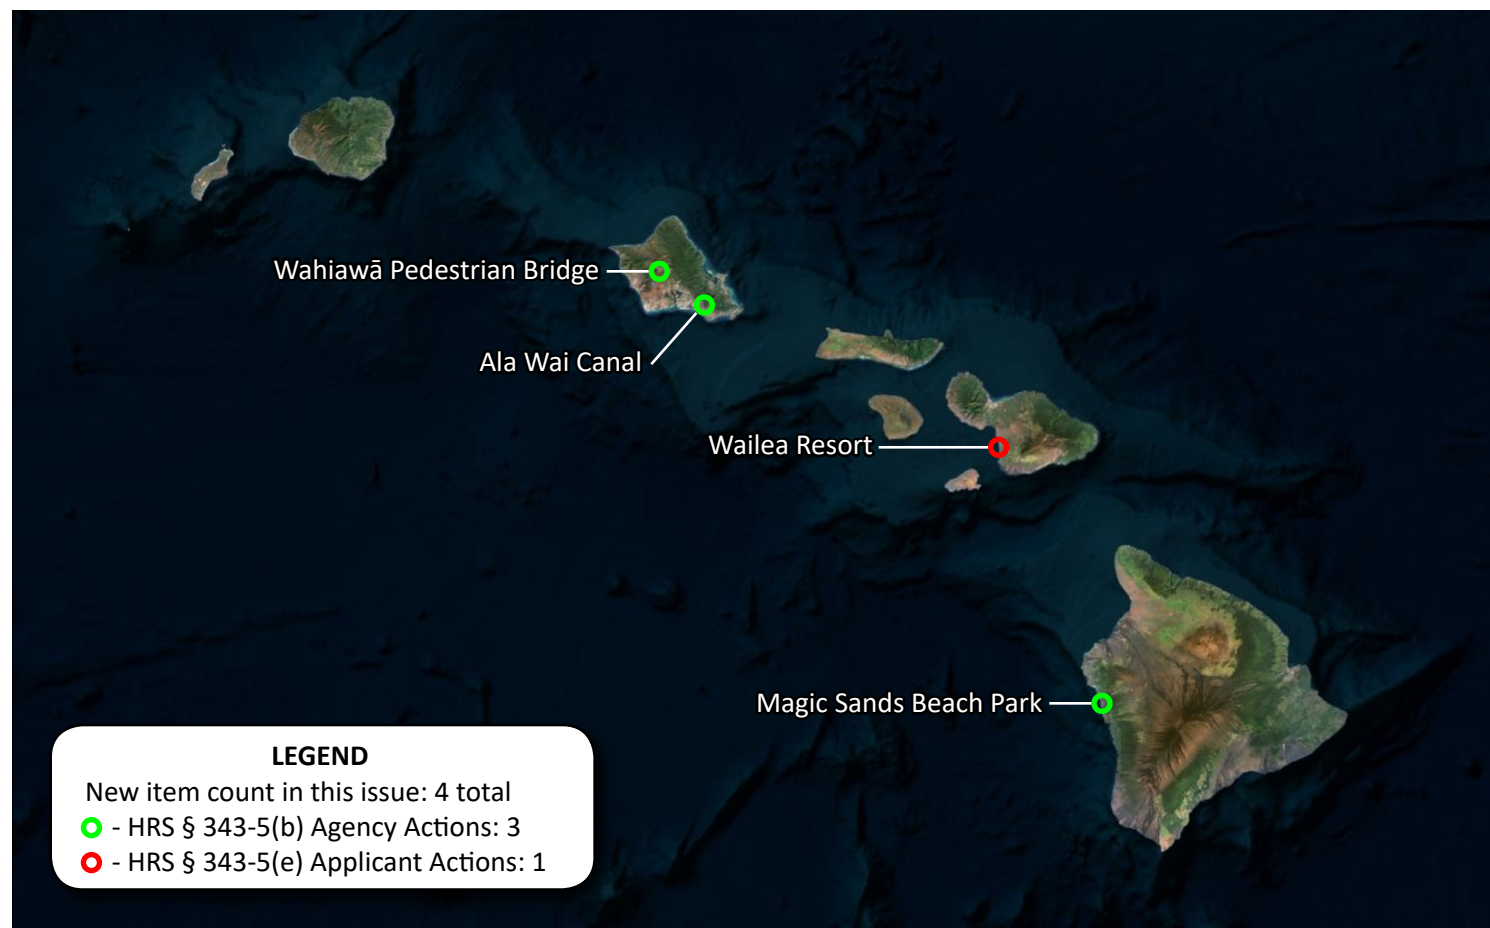 Wahiawā Pedestrian Bridge
Ala Wai Canal
Wailea Resort
Magic Sands Beach Park
LEGEND
New item count in this issue: 4 total
- HRS § 343-5(b) Agency Actions: 3
- HRS § 343-5(e) Applicant Actions: 1